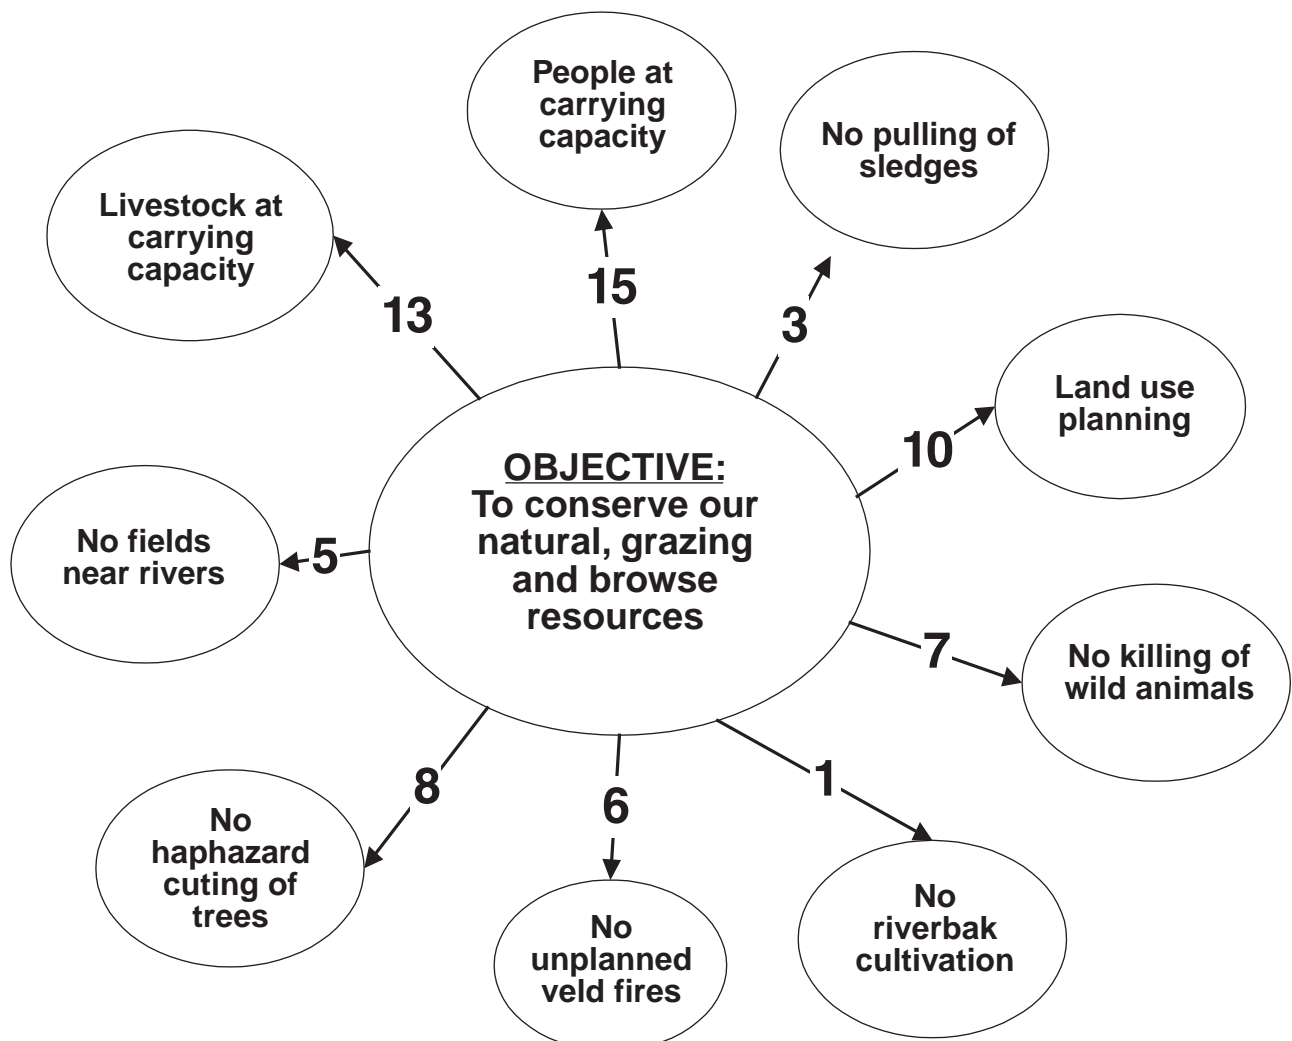 People at
carrying
capacity
No pulling of
sledges
Livestock at
carrying
capacity
15
13
3
Land use
planning
10
OBJECTIVE:
To conserve our
natural, grazing
and browse
resources
No fields
near rivers
5
7
No killing of
wild animals
8
6
1
No
haphazard
cuting of
trees
No
unplanned
veld fires
No
riverbak
cultivation